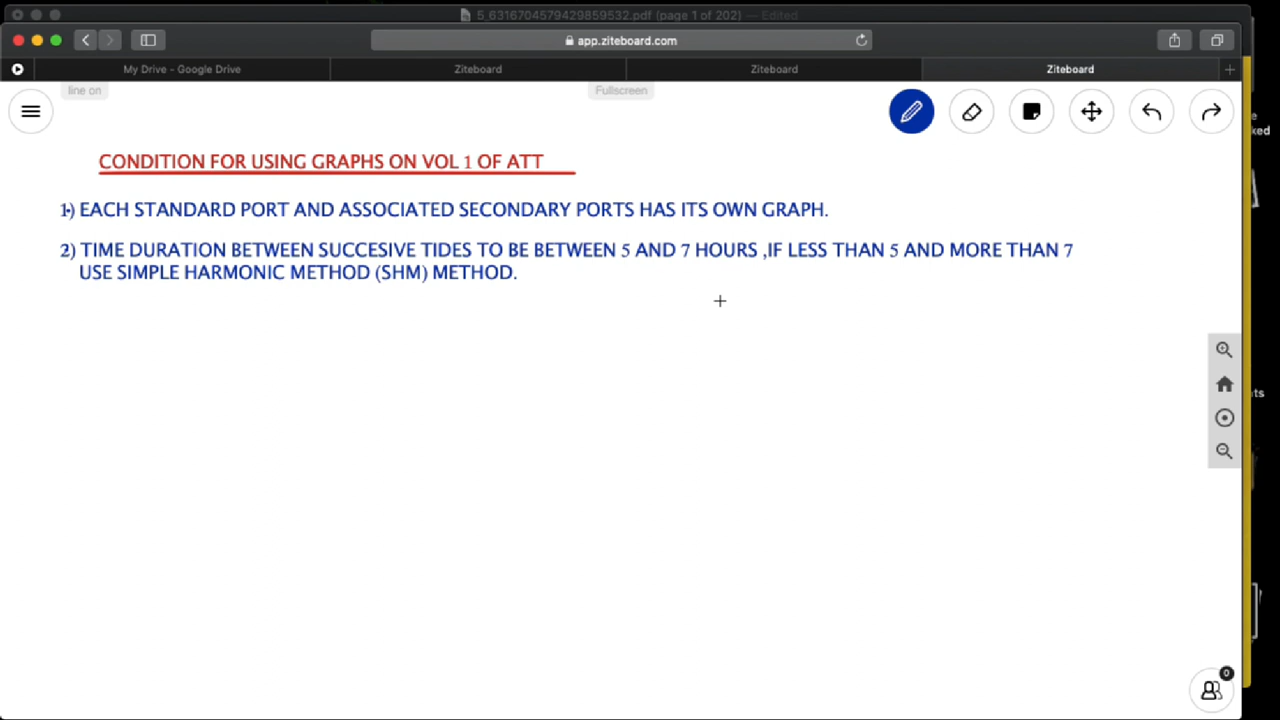 5_6316704579429859532.pdf (page 1 of 202) — Edited
app.ziteboard.com
My Drive - Google Drive
Ziteboard
Ziteboard
Ziteboard
line on
Fullscreen
CONDITION FOR USING GRAPHS ON VOL 1 OF ATT
1) EACH STANDARD PORT AND ASSOCIATED SECONDARY PORTS HAS ITS OWN GRAPH.
2) TIME DURATION BETWEEN SUCCESIVE TIDES TO BE BETWEEN 5 AND 7 HOURS ,IF LESS THAN 5 AND MORE THAN 7
USE SIMPLE HARMONIC METHOD (SHM) METHOD.
0